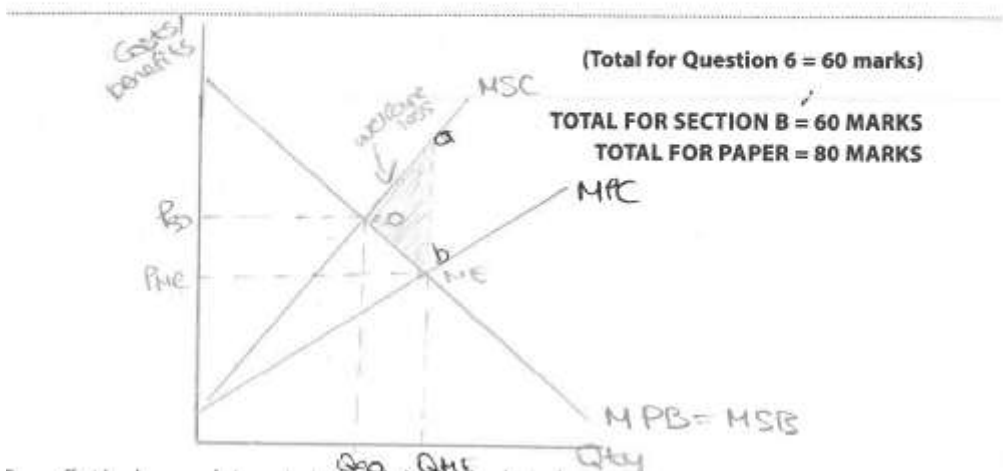 Costs/
benefits
(Total for Question 6 = 60 marks)
MSC
TOTAL FOR SECTION B = 60 MARKS
TOTAL FOR PAPER = 80 MARKS
welfare
loss
a
MPC
PSO
SO
b
PME
ME
MPB = MSB
QSO QME Qty